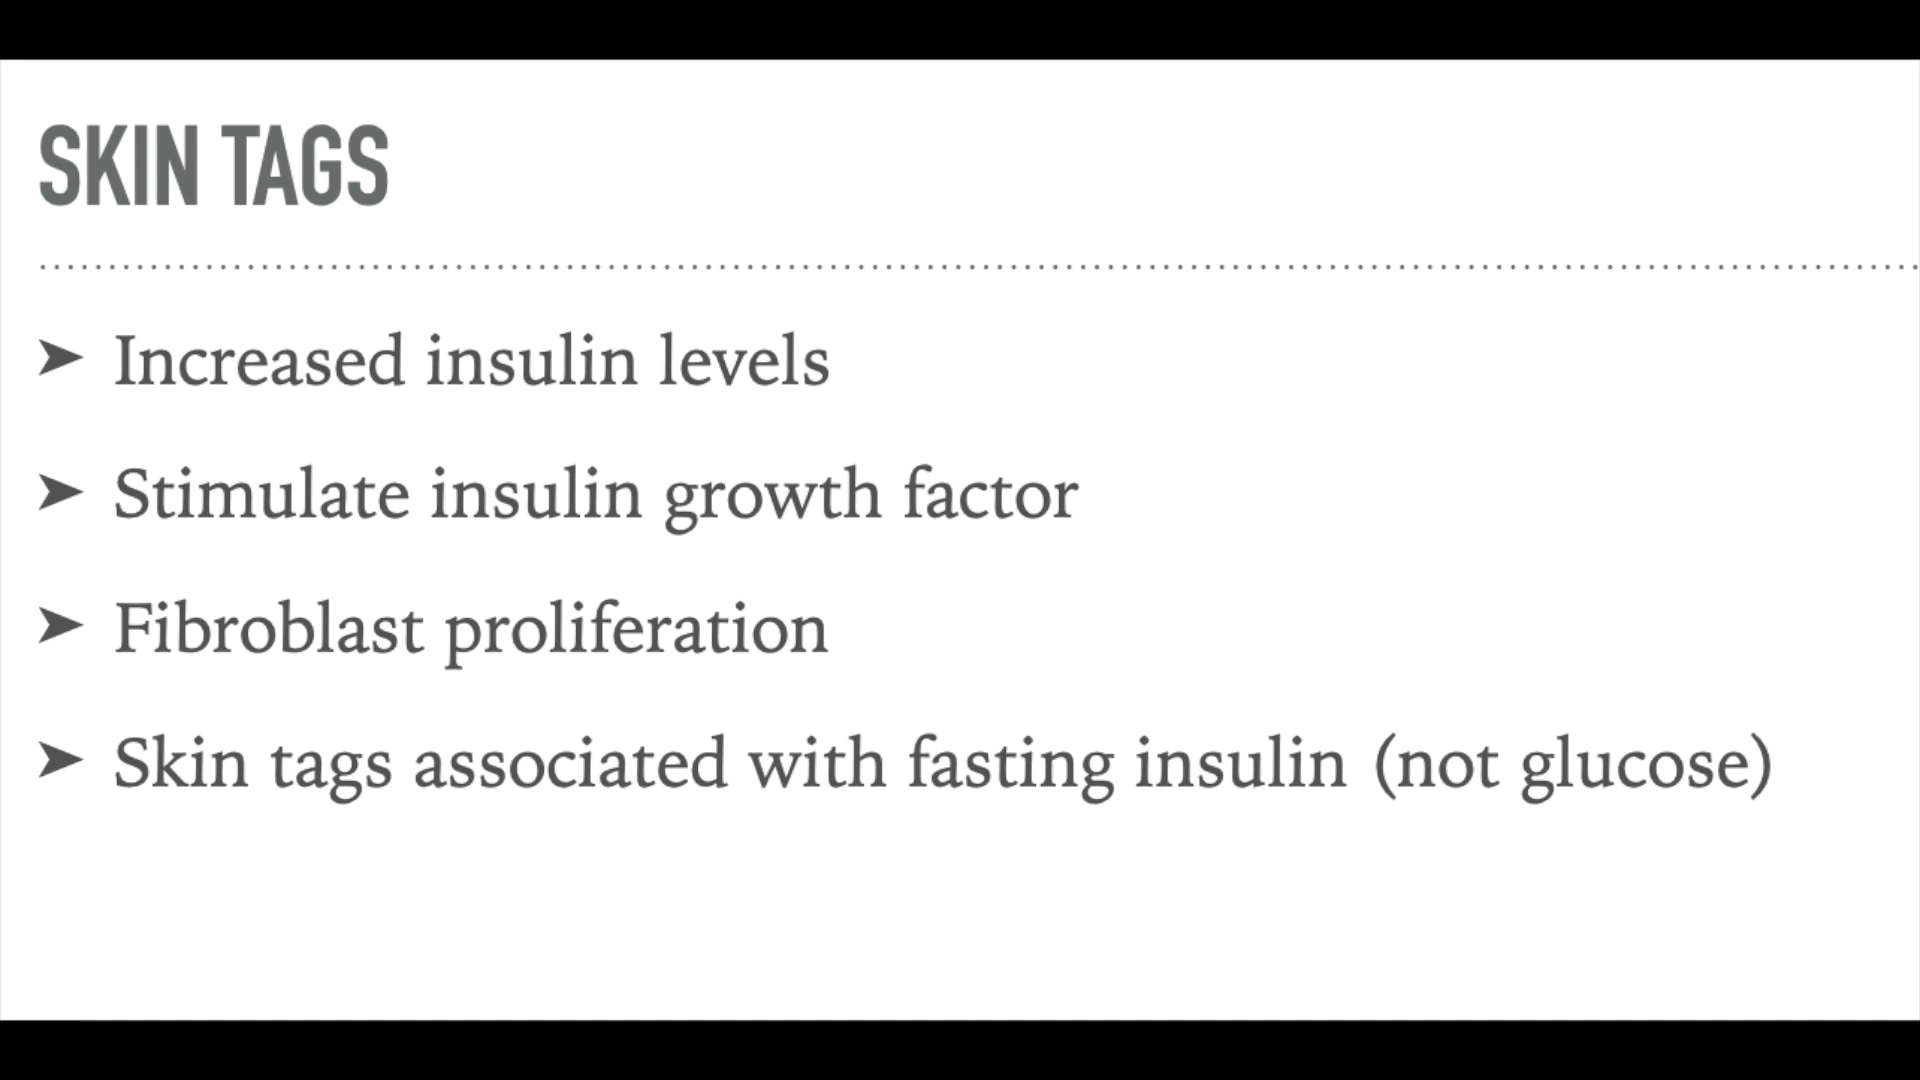 SKIN TAGS
➤ Increased insulin levels
➤ Stimulate insulin growth factor
➤ Fibroblast proliferation
➤ Skin tags associated with fasting insulin (not glucose)